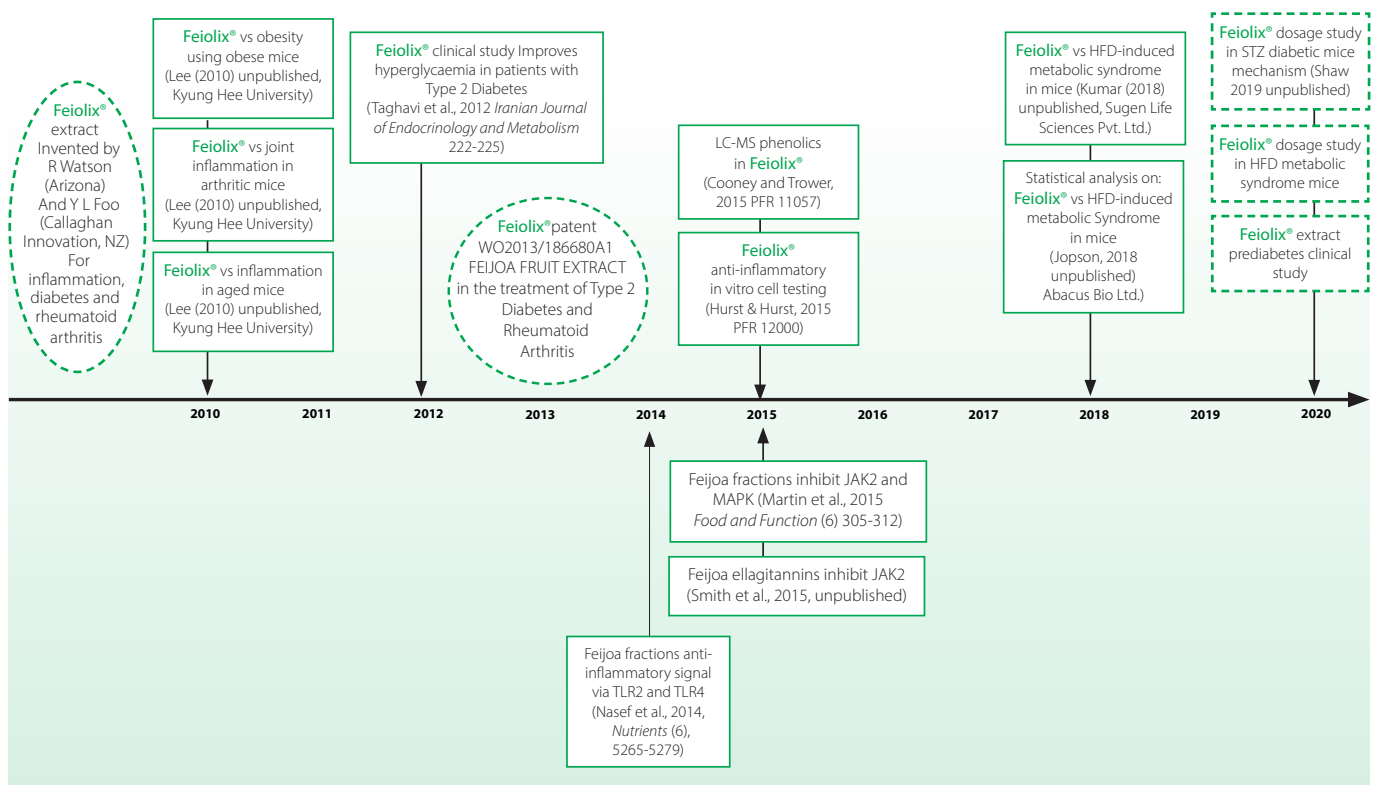 Feiolix®
extract
Invented by
R Watson
(Arizona)
And Y L Foo
(Callaghan
Innovation, NZ)
For
inflammation,
diabetes and
rheumatoid
arthritis
Feiolix® vs obesity
using obese mice
(Lee (2010) unpublished,
Kyung Hee University)
Feiolix® vs joint
inflammation in
arthritic mice
(Lee (2010) unpublished,
Kyung Hee University)
Feiolix® vs inflammation
in aged mice
(Lee (2010) unpublished,
Kyung Hee University)
Feiolix® clinical study Improves
hyperglycaemia in patients with
Type 2 Diabetes
(Taghavi et al., 2012 Iranian Journal
of Endocrinology and Metabolism
222-225)
Feiolix®patent
WO2013/186680A1
FEIJOA FRUIT EXTRACT
in the treatment of Type 2
Diabetes and
Rheumatoid
Arthritis
LC-MS phenolics
in Feiolix®
(Cooney and Trower,
2015 PFR 11057)
Feiolix®
anti-inflammatory
in vitro cell testing
(Hurst & Hurst, 2015
PFR 12000)
Feiolix® vs HFD-induced
metabolic syndrome
in mice (Kumar (2018)
unpublished, Sugen Life
Sciences Pvt. Ltd.)
Statistical analysis on:
Feiolix® vs HFD-induced
metabolic Syndrome
in mice
(Jopson, 2018
unpublished)
Abacus Bio Ltd.)
Feiolix® dosage study
in STZ diabetic mice
mechanism (Shaw
2019 unpublished)
Feiolix® dosage study
in HFD metabolic
syndrome mice
Feiolix® extract
prediabetes clinical
study
2010 2011 2012 2013 2014 2015 2016 2017 2018 2019 2020
Feijoa fractions inhibit JAK2 and
MAPK (Martin et al., 2015
Food and Function (6) 305-312)
Feijoa ellagitannins inhibit JAK2
(Smith et al., 2015, unpublished)
Feijoa fractions anti-
inflammatory signal
via TLR2 and TLR4
(Nasef et al., 2014,
Nutrients (6),
5265-5279)